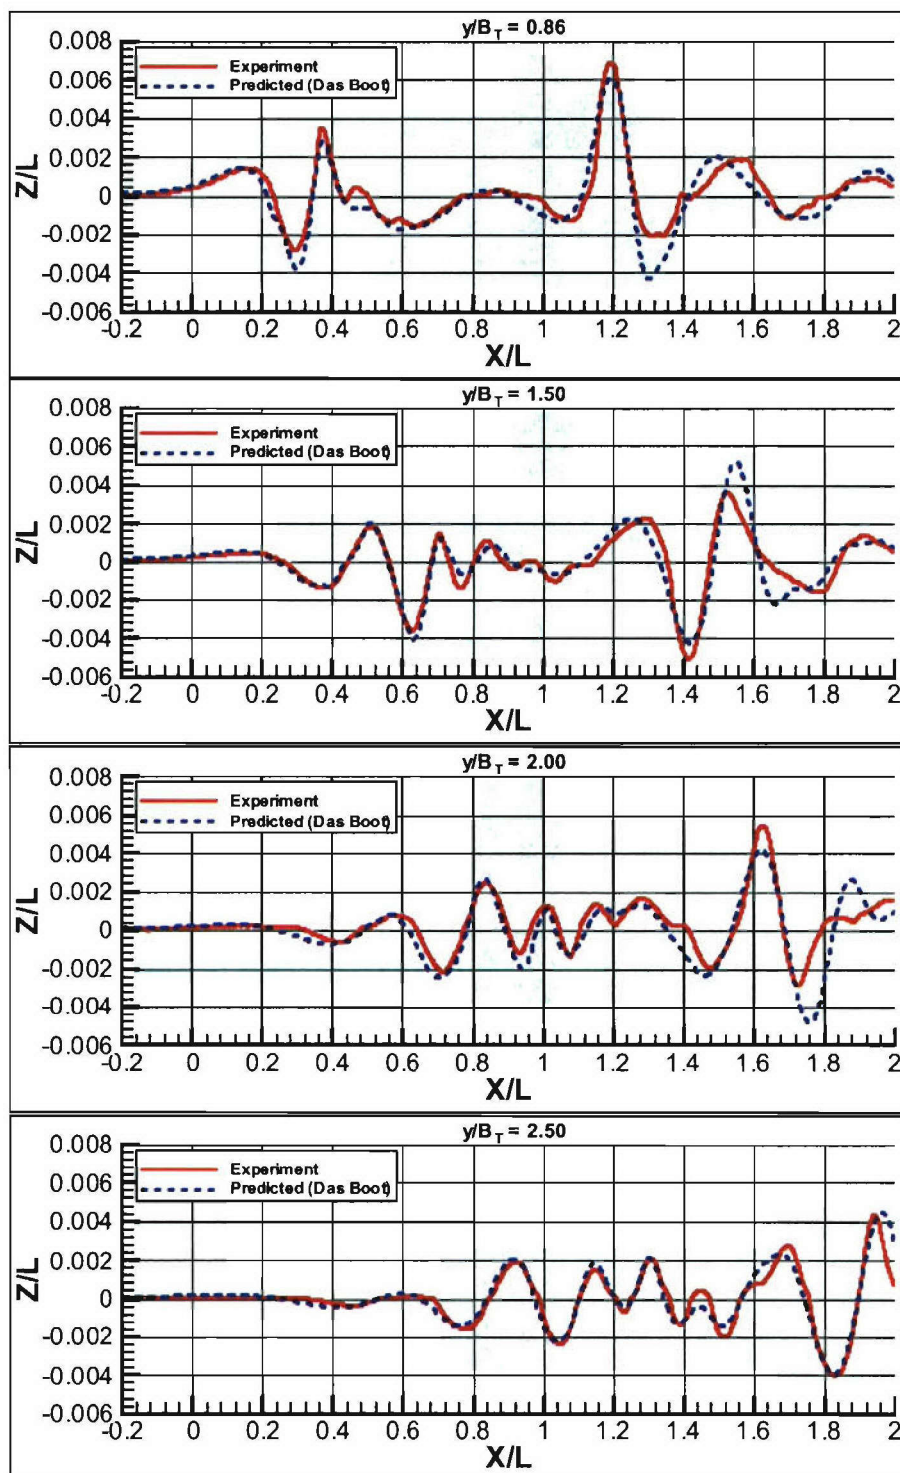 y/B_T = 0.86
Experiment
Predicted (Das Boot)
0.008
0.006
0.004
0.002
0
-0.002
-0.004
-0.006
Z/L
-0.2 0 0.2 0.4 0.6 0.8 1 1.2 1.4 1.6 1.8 2
X/L
y/B_T = 1.50
Experiment
Predicted (Das Boot)
0.008
0.006
0.004
0.002
0
-0.002
-0.004
-0.006
Z/L
-0.2 0 0.2 0.4 0.6 0.8 1 1.2 1.4 1.6 1.8 2
X/L
y/B_T = 2.00
Experiment
Predicted (Das Boot)
0.008
0.006
0.004
0.002
0
-0.002
-0.004
-0.006
Z/L
-0.2 0 0.2 0.4 0.6 0.8 1 1.2 1.4 1.6 1.8 2
X/L
y/B_T = 2.50
Experiment
Predicted (Das Boot)
0.008
0.006
0.004
0.002
0
-0.002
-0.004
-0.006
Z/L
-0.2 0 0.2 0.4 0.6 0.8 1 1.2 1.4 1.6 1.8 2
X/L